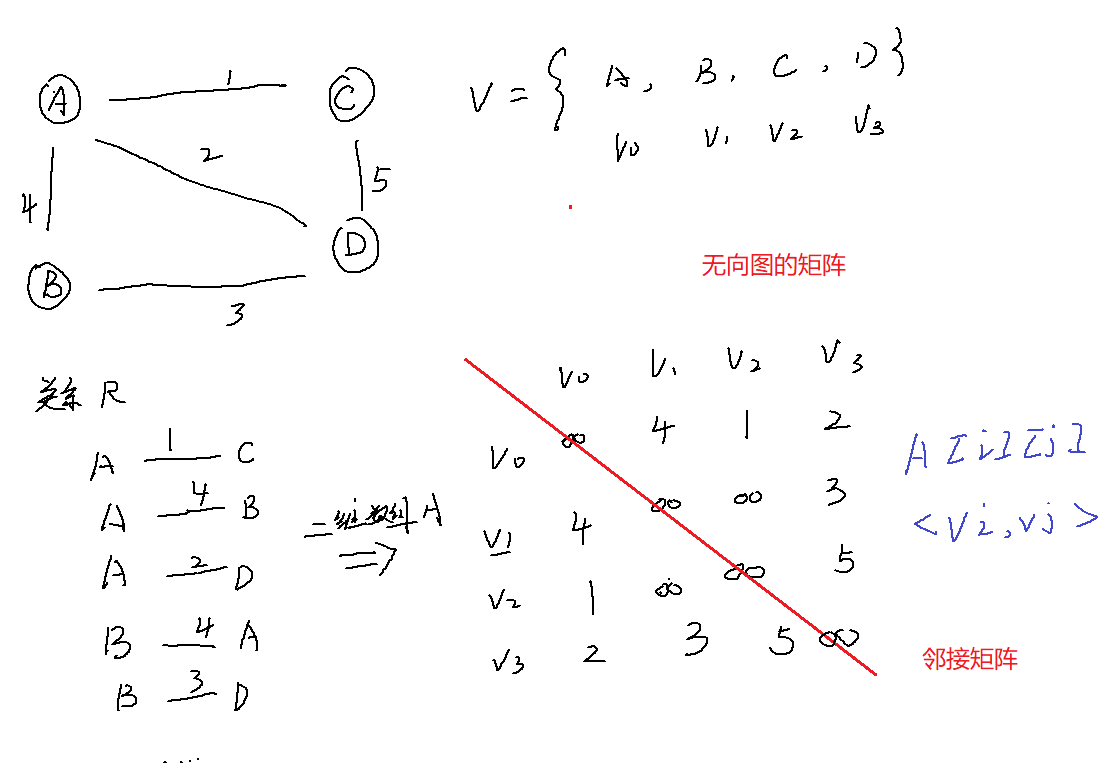 A 1 C
V = { A, B, C, D }
V0 V1 V2 V3
2
4 5
D
B
3
无向图的矩阵
关系 R
V0 V1 V2 V3
A 1 C
V0 ∞ 4 1 2
A 4 B
二维数组 A
V1 4 ∞ ∞ 3
A 2 D
V2 1 ∞ ∞ 5
B 4 A
V3 2 3 5 ∞
B 3 D
A[i][j]
<Vi,Vj>
邻接矩阵